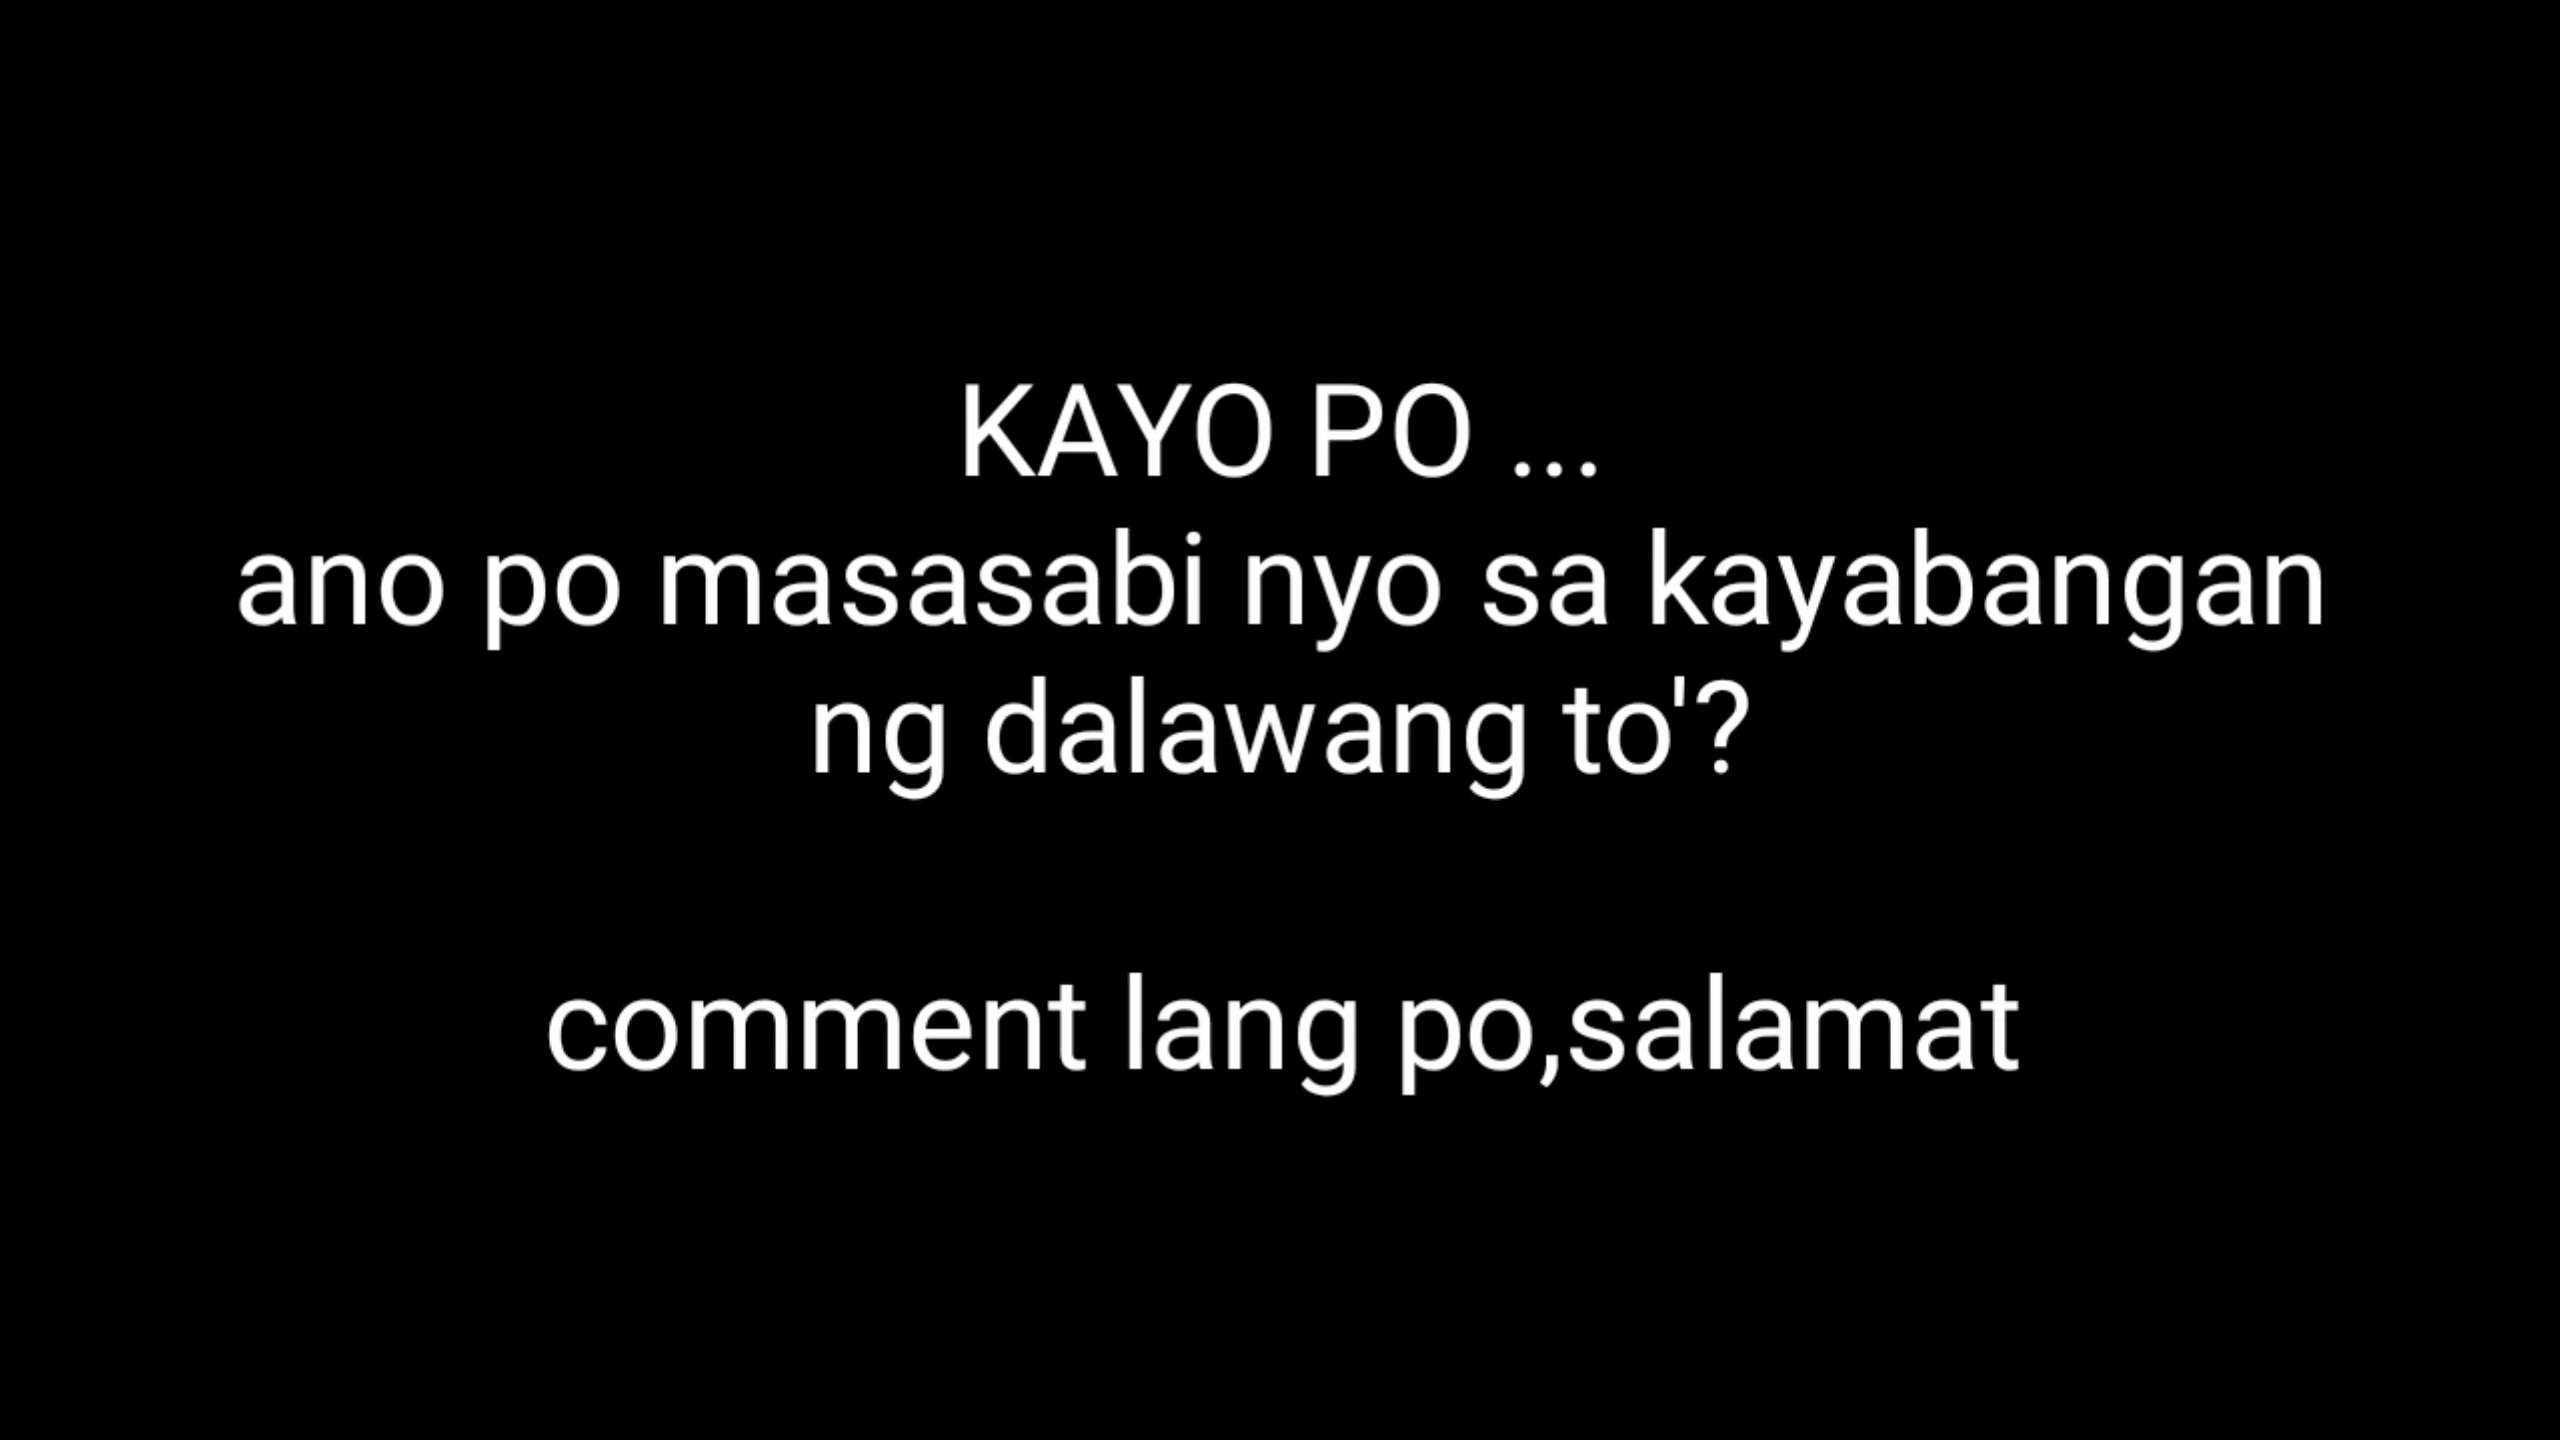 KAYO PO ...
ano po masasabi nyo sa kayabangan
ng dalawang to'?
comment lang po,salamat